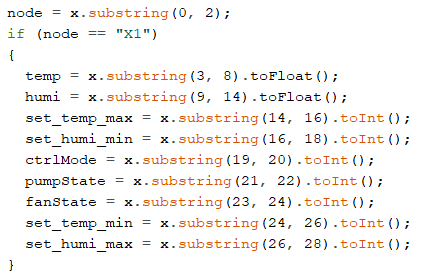 node = x.substring(0, 2);
if (node == "X1")
{
  temp = x.substring(3, 8).toFloat();
  humi = x.substring(9, 14).toFloat();
  set_temp_max = x.substring(14, 16).toInt();
  set_humi_min = x.substring(16, 18).toInt();
  ctrlMode = x.substring(19, 20).toInt();
  pumpState = x.substring(21, 22).toInt();
  fanState = x.substring(23, 24).toInt();
  set_temp_min = x.substring(24, 26).toInt();
  set_humi_max = x.substring(26, 28).toInt();
}